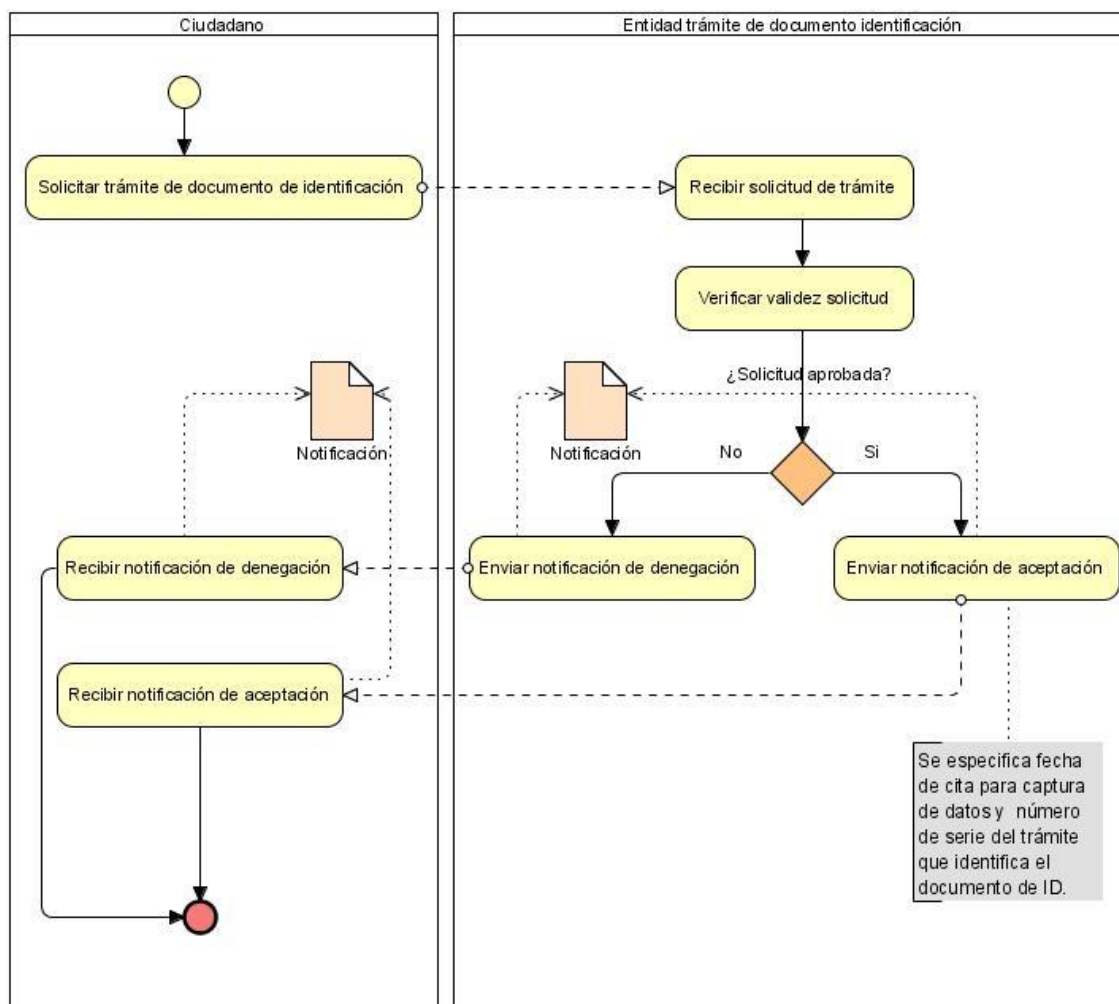 Ciudadano
Entidad trámite de documento identificación
Solicitar trámite de documento de identificación
Recibir solicitud de trámite
Verificar validez solicitud
¿Solicitud aprobada?
Notificación
Notificación
No
Si
Recibir notificación de denegación
Enviar notificación de denegación
Enviar notificación de aceptación
Recibir notificación de aceptación
Se especifica fecha
de cita para captura
de datos y número
de serie del trámite
que identifica el
documento de ID.